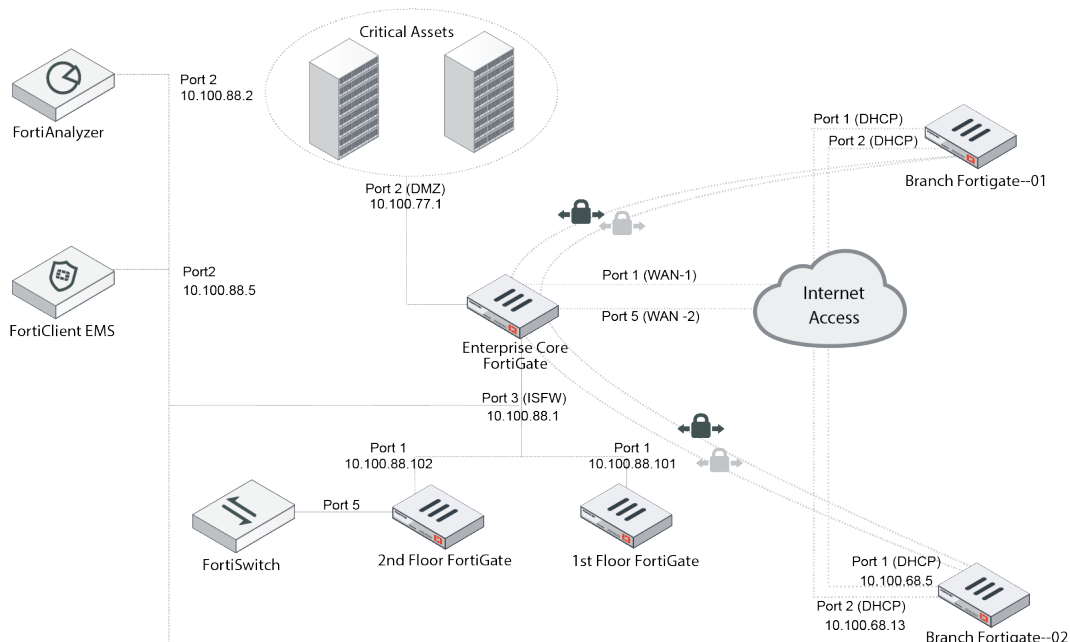 Critical Assets
Port 2
10.100.88.2
FortiAnalyzer
Port 1 (DHCP)
Port 2 (DHCP)
Branch Fortigate--01
Port 2 (DMZ)
10.100.77.1
Port2
10.100.88.5
FortiClient EMS
Port 1 (WAN-1)
Port 5 (WAN -2)
Internet
Access
Enterprise Core
FortiGate
Port 3 (ISFW)
10.100.88.1
Port 1
10.100.88.102
Port 1
10.100.88.101
Port 5
FortiSwitch
2nd Floor FortiGate
1st Floor FortiGate
Port 1 (DHCP)
10.100.68.5
Port 2 (DHCP)
10.100.68.13
Branch Fortigate--02